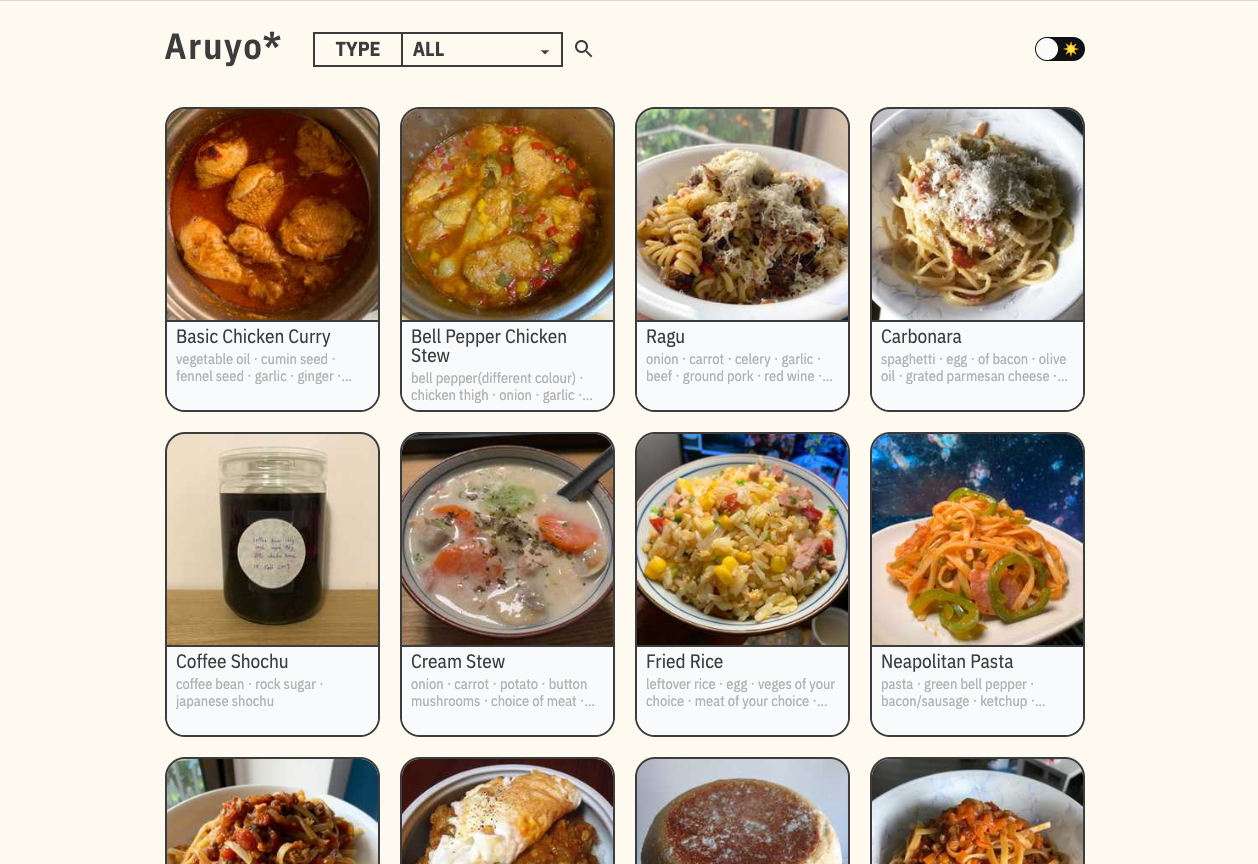 Aruyo*
TYPE
ALL
Basic Chicken Curry
vegetable oil · cumin seed ·
fennel seed · garlic · ginger ·...
Bell Pepper Chicken
Stew
bell pepper(different colour) ·
chicken thigh · onion · garlic ·...
Ragu
onion · carrot · celery · garlic ·
beef · ground pork · red wine ·...
Carbonara
spaghetti · egg · of bacon · olive
oil · grated parmesan cheese ·...
Coffee Shochu
coffee bean · rock sugar ·
japanese shochu
Cream Stew
onion · carrot · potato · button
mushrooms · choice of meat ·...
Fried Rice
leftover rice · egg · veges of your
choice · meat of your choice ·...
Neapolitan Pasta
pasta · green bell pepper ·
bacon/sausage · ketchup ·...